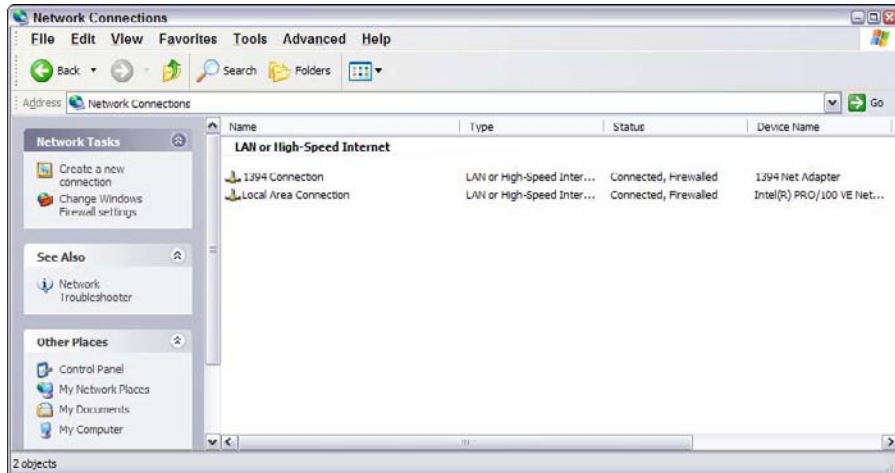 Network Connections
File Edit View Favorites Tools Advanced Help
Back Search Folders
Address Network Connections Go
Network Tasks
Create a new
connection
Change Windows
Firewall settings
See Also
Network
Troubleshooter
Other Places
Control Panel
My Network Places
My Documents
My Computer
Name Type Status Device Name
LAN or High-Speed Internet
1394 Connection LAN or High-Speed Inter... Connected, Firewalled 1394 Net Adapter
Local Area Connection LAN or High-Speed Inter... Connected, Firewalled Intel(R) PRO/100 VE Net...
2 objects